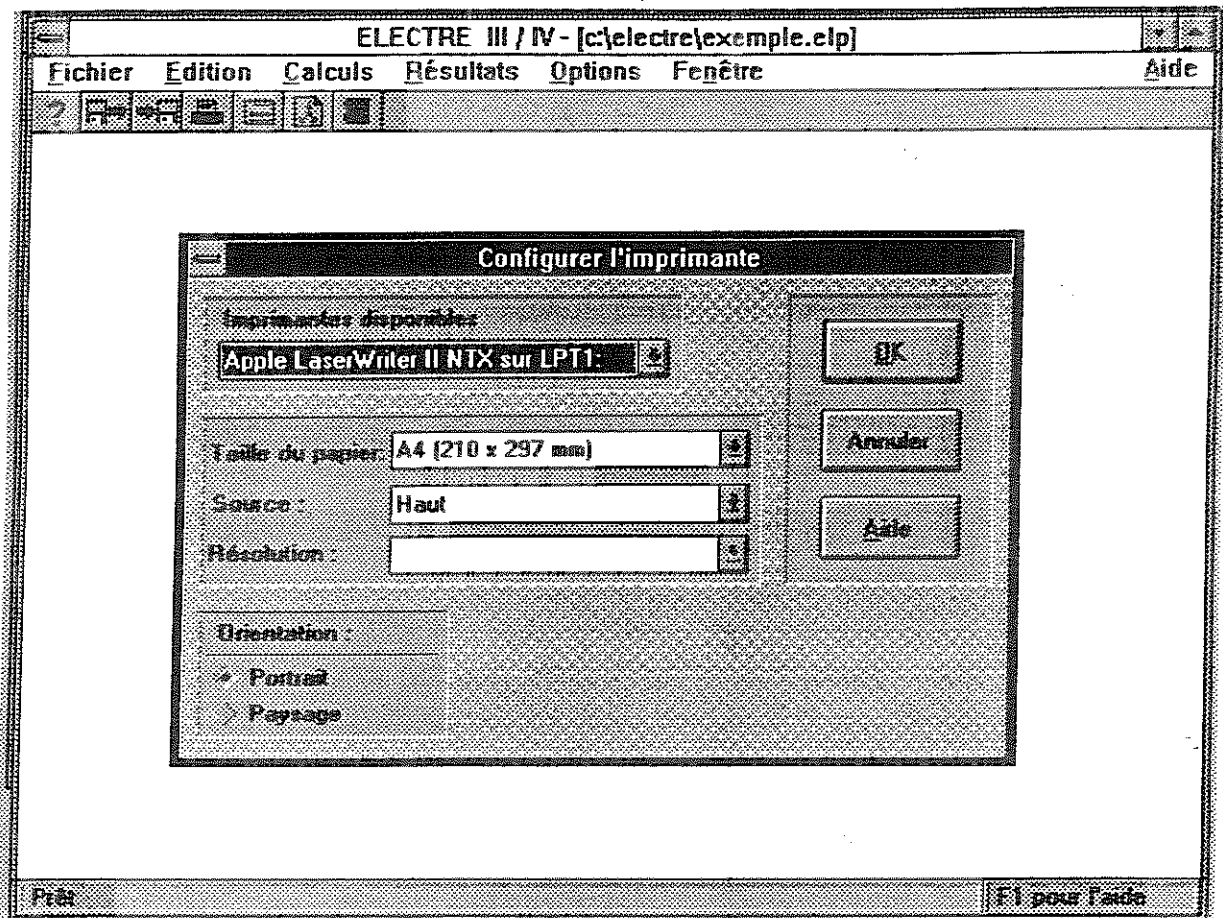 ELECTRE III / IV - [c:\electre\exemple.elp]
Fichier Edition Calculs Résultats Options Fenêtre Aide
?
Configurer l'imprimante
Imprimantes disponibles
Apple LaserWriter II NTX sur LPT1:
OK
Taille du papier: A4 (210 x 297 mm)
Annuler
Source : Haut
Aide
Résolution :
Orientation :
Portrait
Paysage
Prêt F1 pour l'aide